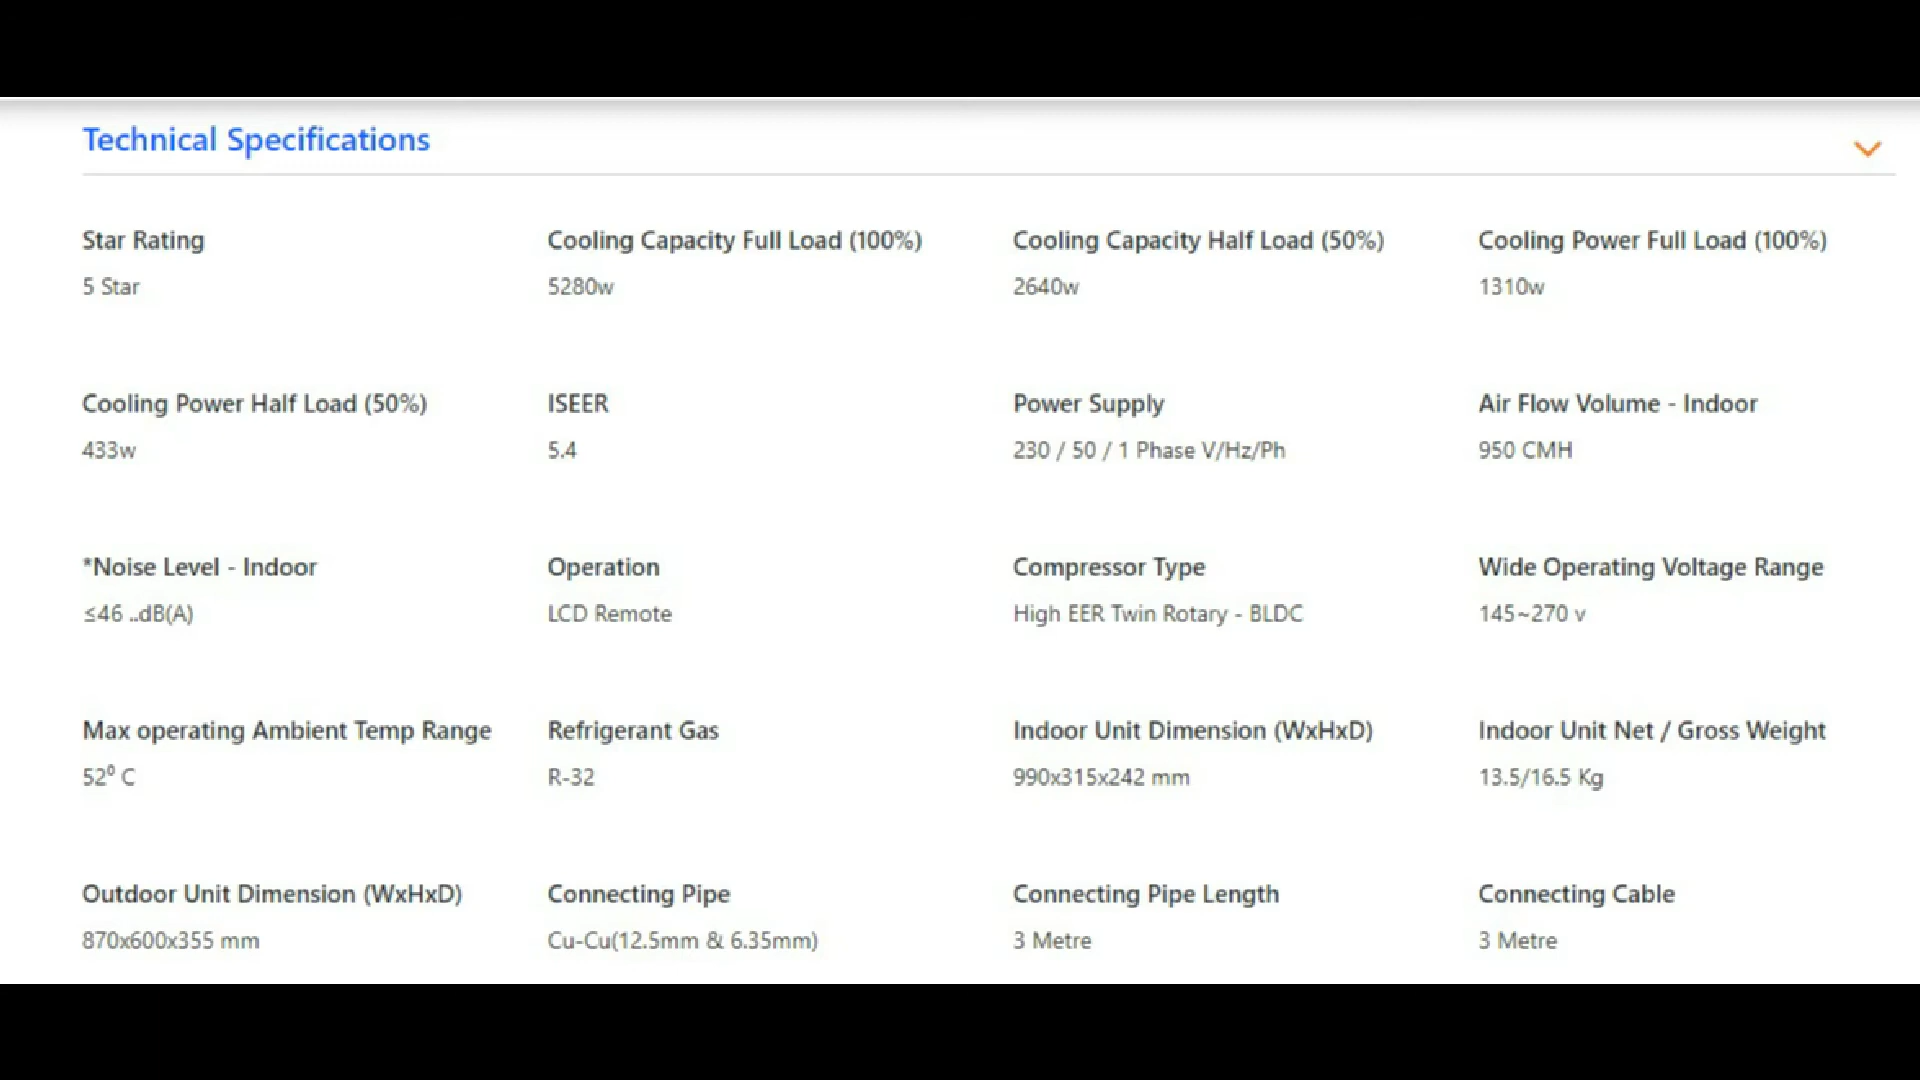 Technical Specifications
Star Rating
5 Star
Cooling Capacity Full Load (100%)
5280w
Cooling Capacity Half Load (50%)
2640w
Cooling Power Full Load (100%)
1310w
Cooling Power Half Load (50%)
433w
ISEER
5.4
Power Supply
230 / 50 / 1 Phase V/Hz/Ph
Air Flow Volume - Indoor
950 CMH
*Noise Level - Indoor
≤46 ..dB(A)
Operation
LCD Remote
Compressor Type
High EER Twin Rotary - BLDC
Wide Operating Voltage Range
145~270 v
Max operating Ambient Temp Range
52⁰ C
Refrigerant Gas
R-32
Indoor Unit Dimension (WxHxD)
990x315x242 mm
Indoor Unit Net / Gross Weight
13.5/16.5 Kg
Outdoor Unit Dimension (WxHxD)
870x600x355 mm
Connecting Pipe
Cu-Cu(12.5mm & 6.35mm)
Connecting Pipe Length
3 Metre
Connecting Cable
3 Metre